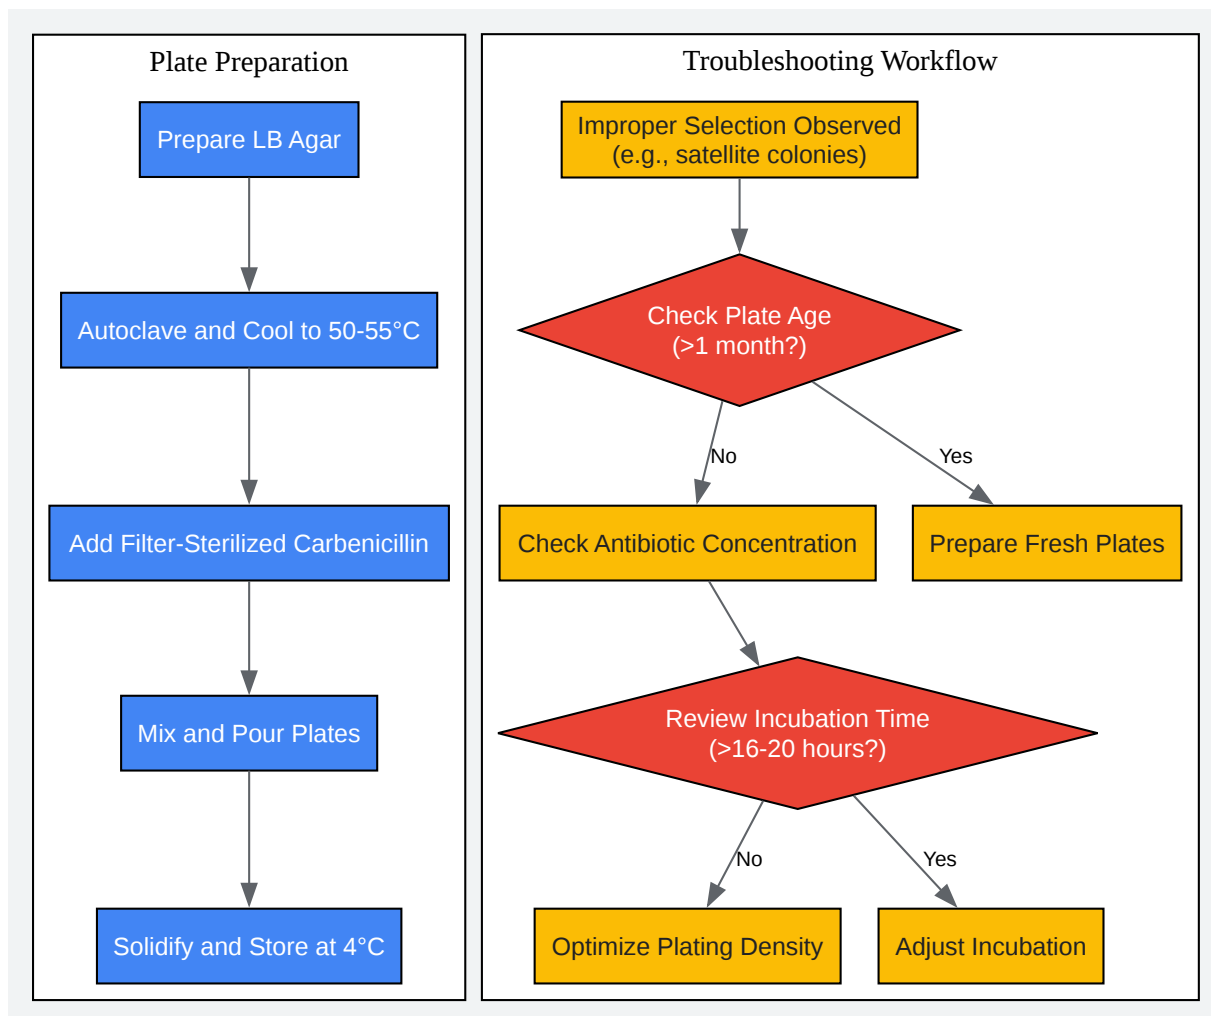 Plate Preparation
Prepare LB Agar
Autoclave and Cool to 50-55°C
Add Filter-Sterilized Carbenicillin
Mix and Pour Plates
Solidify and Store at 4°C
Troubleshooting Workflow
Improper Selection Observed
(e.g., satellite colonies)
Check Plate Age
(>1 month?)
No
Yes
Check Antibiotic Concentration
Prepare Fresh Plates
Review Incubation Time
(>16-20 hours?)
No
Yes
Optimize Plating Density
Adjust Incubation